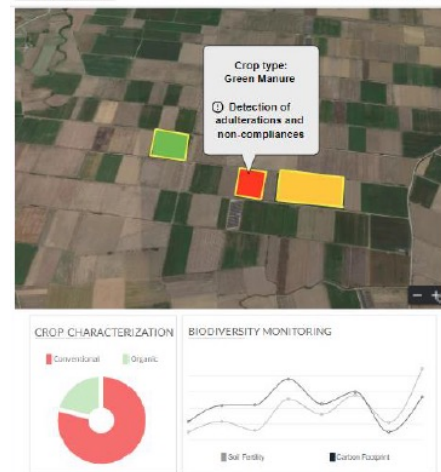 Crop type:
Green Manure
Detection of
adulterations and
non-compliances
CROP CHARACTERIZATION
Conventional
Organic
BIODIVERSITY MONITORING
Soil Fertility
Carbon Footprint